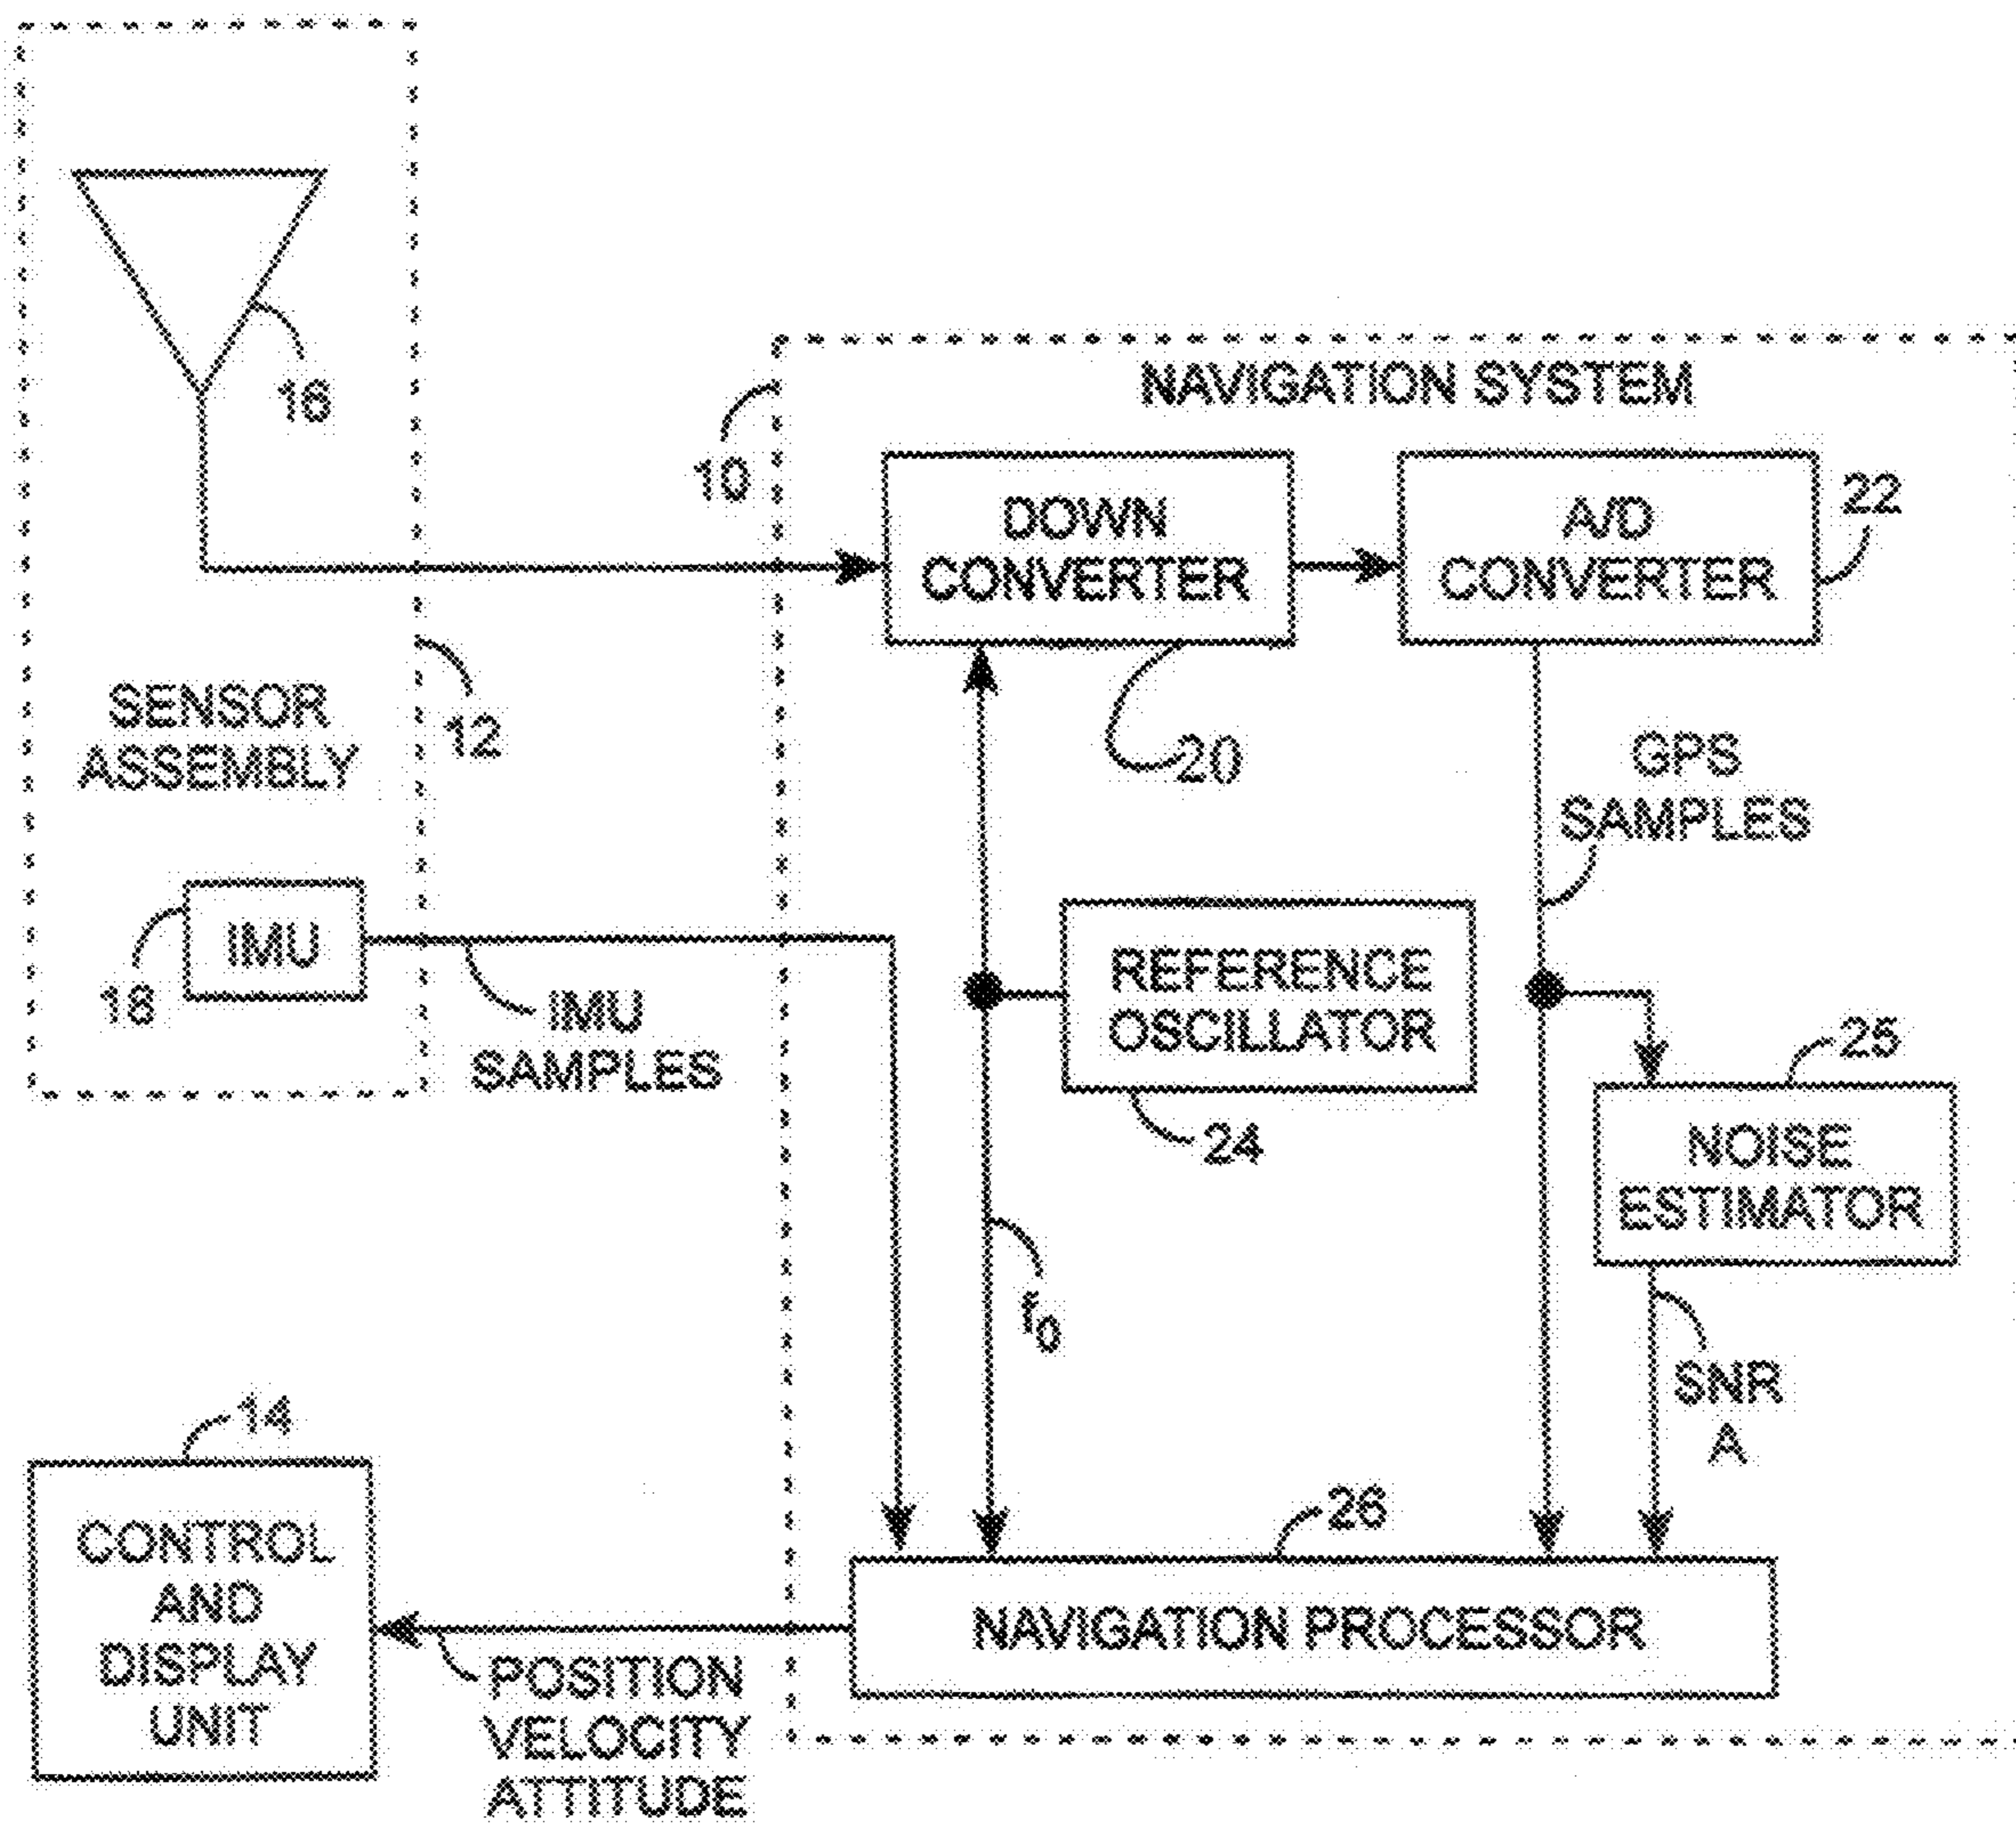 16
NAVIGATION SYSTEM
10
DOWN
CONVERTER
A/D
CONVERTER
22
SENSOR
ASSEMBLY
12
20
GPS
SAMPLES
IMU
18
IMU
SAMPLES
REFERENCE
OSCILLATOR
24
25
NOISE
ESTIMATOR
f0
SNR
A
14
CONTROL
AND
DISPLAY
UNIT
26
NAVIGATION PROCESSOR
POSITION
VELOCITY
ATTITUDE